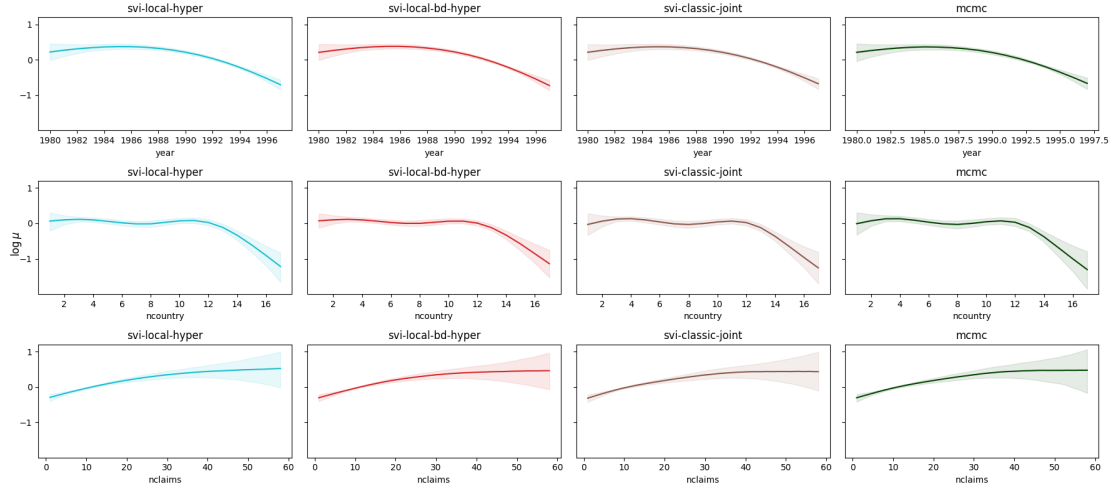 svi-local-hyper svi-local-bd-hyper svi-classic-joint mcmc
1
0
−1
1980 1982 1984 1986 1988 1990 1992 1994 1996 1980 1982 1984 1986 1988 1990 1992 1994 1996 1980 1982 1984 1986 1988 1990 1992 1994 1996 1980.0 1982.5 1985.0 1987.5 1990.0 1992.5 1995.0 1997.5
year year year year
svi-local-hyper svi-local-bd-hyper svi-classic-joint mcmc
1
0
−1
log μ
2 4 6 8 10 12 14 16 2 4 6 8 10 12 14 16 2 4 6 8 10 12 14 16 2 4 6 8 10 12 14 16
ncountry ncountry ncountry ncountry
svi-local-hyper svi-local-bd-hyper svi-classic-joint mcmc
1
0
−1
0 10 20 30 40 50 60 0 10 20 30 40 50 60 0 10 20 30 40 50 60 0 10 20 30 40 50 60
nclaims nclaims nclaims nclaims